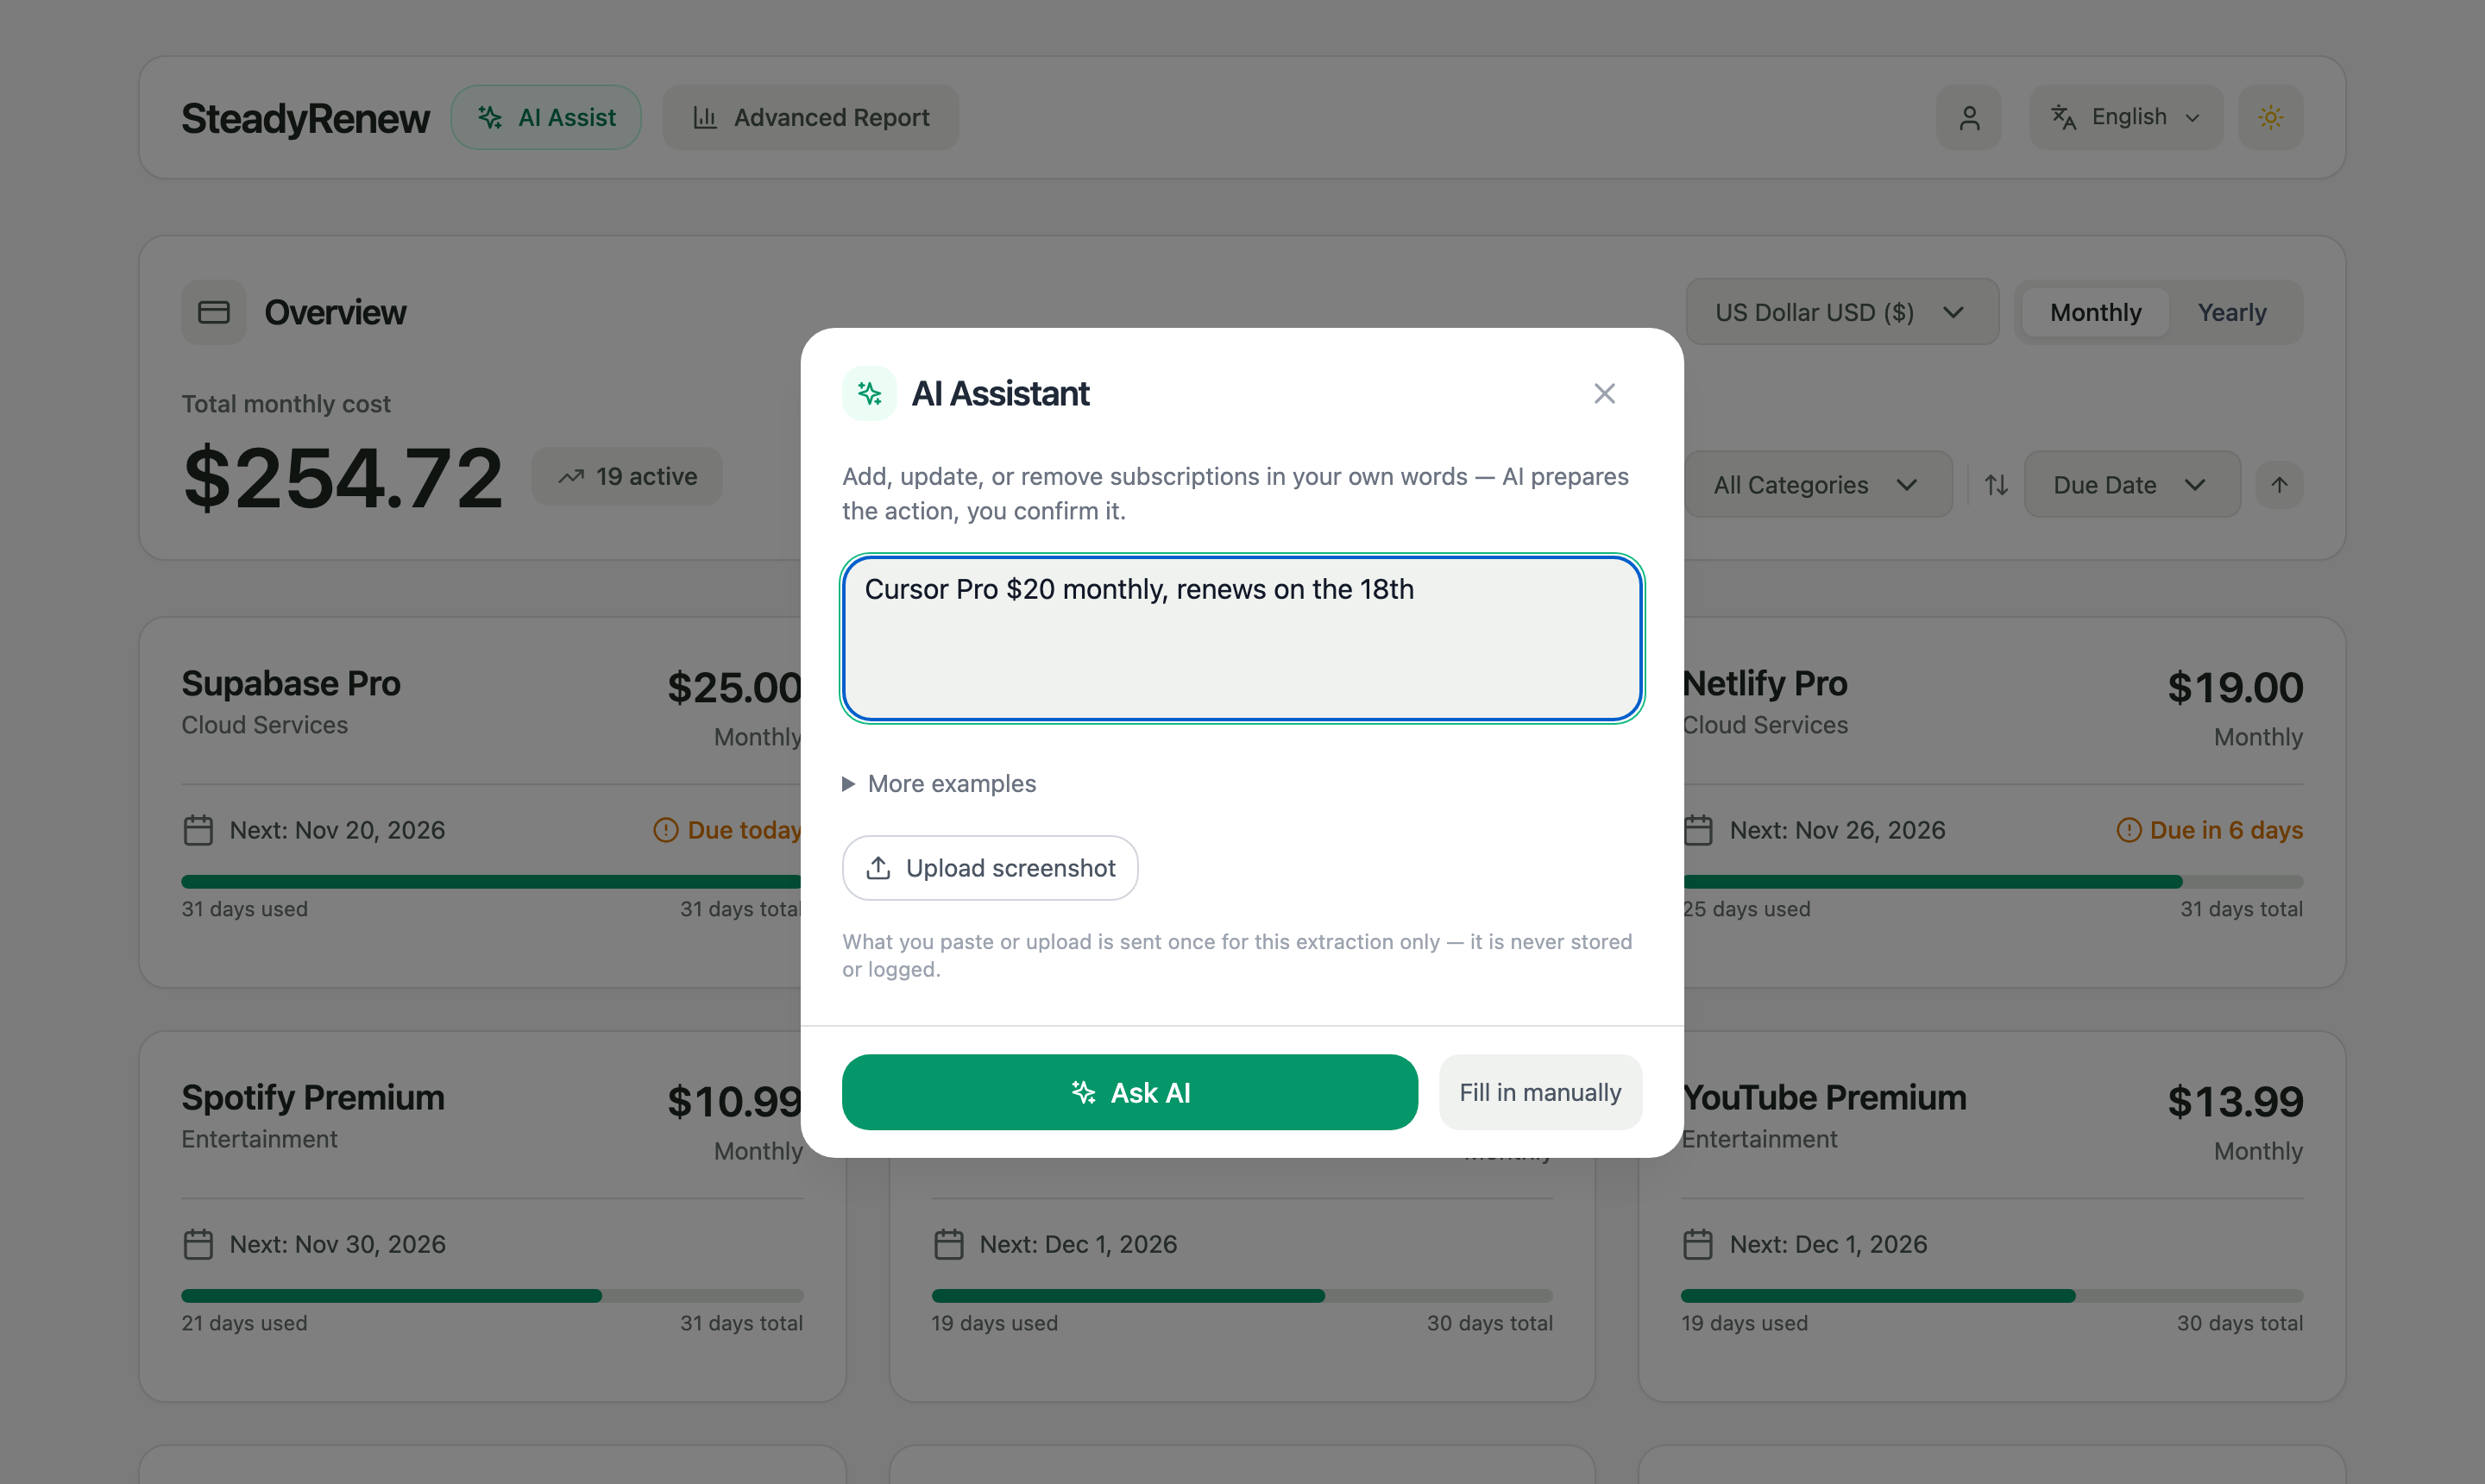 SteadyRenew
AI Assist
Advanced Report
English
Overview
US Dollar USD ($)
Monthly
Yearly
Total monthly cost
$254.72
19 active
All Categories
Due Date
AI Assistant
Add, update, or remove subscriptions in your own words — AI prepares
the action, you confirm it.
Cursor Pro $20 monthly, renews on the 18th
More examples
Upload screenshot
What you paste or upload is sent once for this extraction only — it is never stored
or logged.
Ask AI
Fill in manually
Supabase Pro
$25.00
Cloud Services
Monthly
Next: Nov 20, 2026
Due today
31 days used
31 days total
Netlify Pro
$19.00
Cloud Services
Monthly
Next: Nov 26, 2026
Due in 6 days
25 days used
31 days total
Spotify Premium
$10.99
Entertainment
Monthly
Next: Nov 30, 2026
21 days used
31 days total
Next: Dec 1, 2026
19 days used
30 days total
YouTube Premium
$13.99
Entertainment
Monthly
Next: Dec 1, 2026
19 days used
30 days total